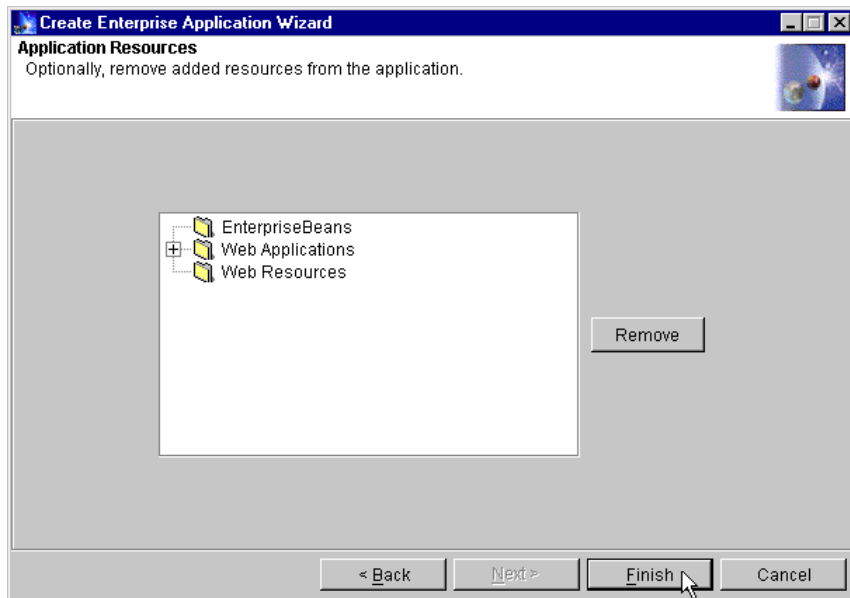 Create Enterprise Application Wizard
Application Resources
Optionally, remove added resources from the application.
EnterpriseBeans
Web Applications
Web Resources
Remove
< Back
Next >
Finish
Cancel